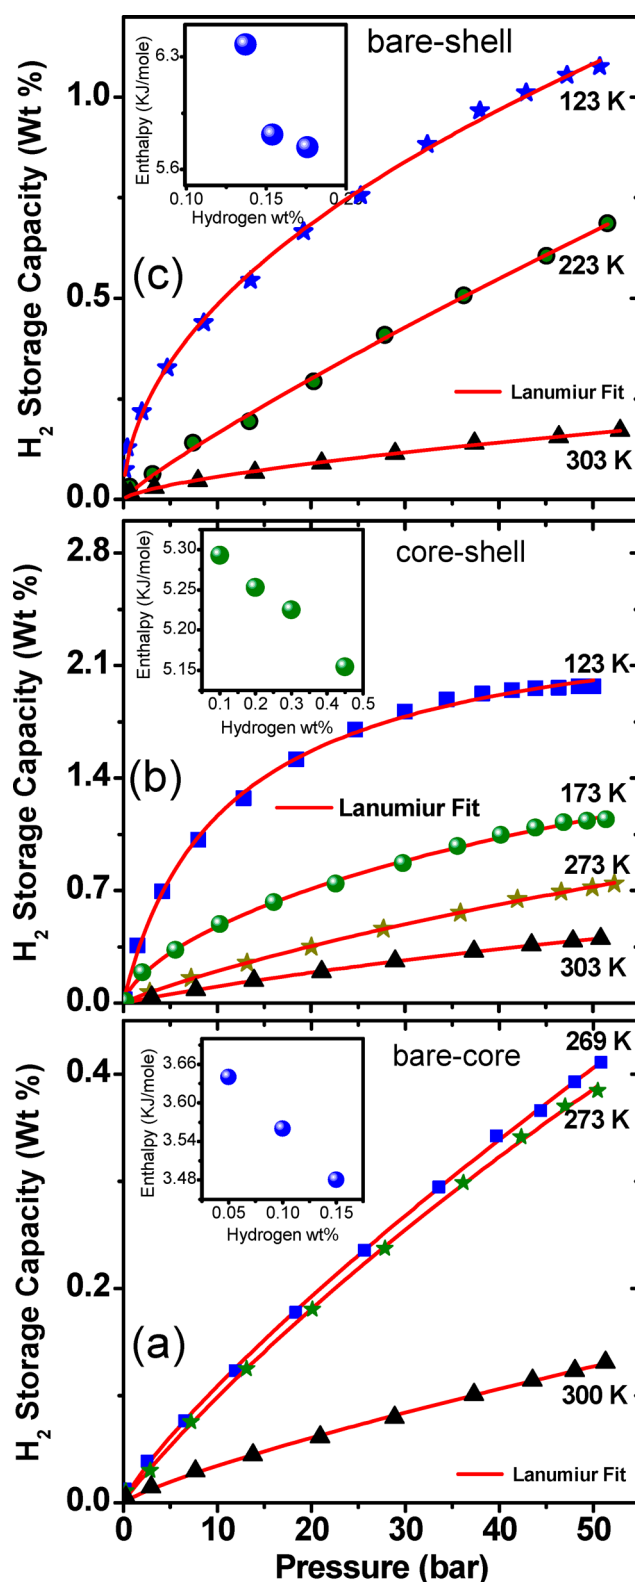 bare-shell
6.3
5.6
Enthalpy (KJ/mole)
0.10 0.15 0.20
Hydrogen wt%
1.0
0.5
0.0
H2 Storage Capacity (Wt %)
(c)
123 K
223 K
Lanumiur Fit
303 K
core-shell
5.30
5.25
5.20
5.15
Enthalpy (KJ/mole)
0.1 0.2 0.3 0.4 0.5
Hydrogen wt%
2.8
2.1
1.4
0.7
0.0
H2 Storage Capacity (Wt %)
(b)
123 K
Lanumiur Fit
173 K
273 K
303 K
bare-core
3.66
3.60
3.54
3.48
Enthalpy (KJ/mole)
0.05 0.10 0.15
Hydrogen wt%
269 K
273 K
0.4
0.2
0.0
H2 Storage Capacity (Wt %)
(a)
300 K
Lanumiur Fit
0 10 20 30 40 50
Pressure (bar)